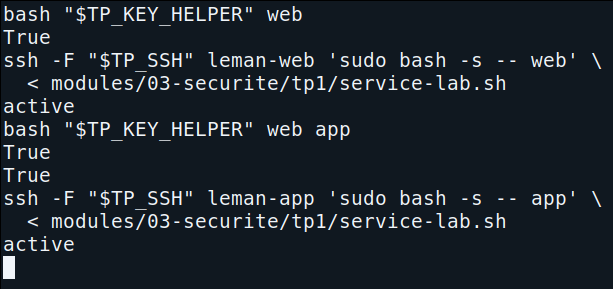 bash "$TP_KEY_HELPER" web
True
ssh -F "$TP_SSH" leman-web 'sudo bash -s -- web' \
  < modules/03-securite/tp1/service-lab.sh
active
bash "$TP_KEY_HELPER" web app
True
True
ssh -F "$TP_SSH" leman-app 'sudo bash -s -- app' \
  < modules/03-securite/tp1/service-lab.sh
active